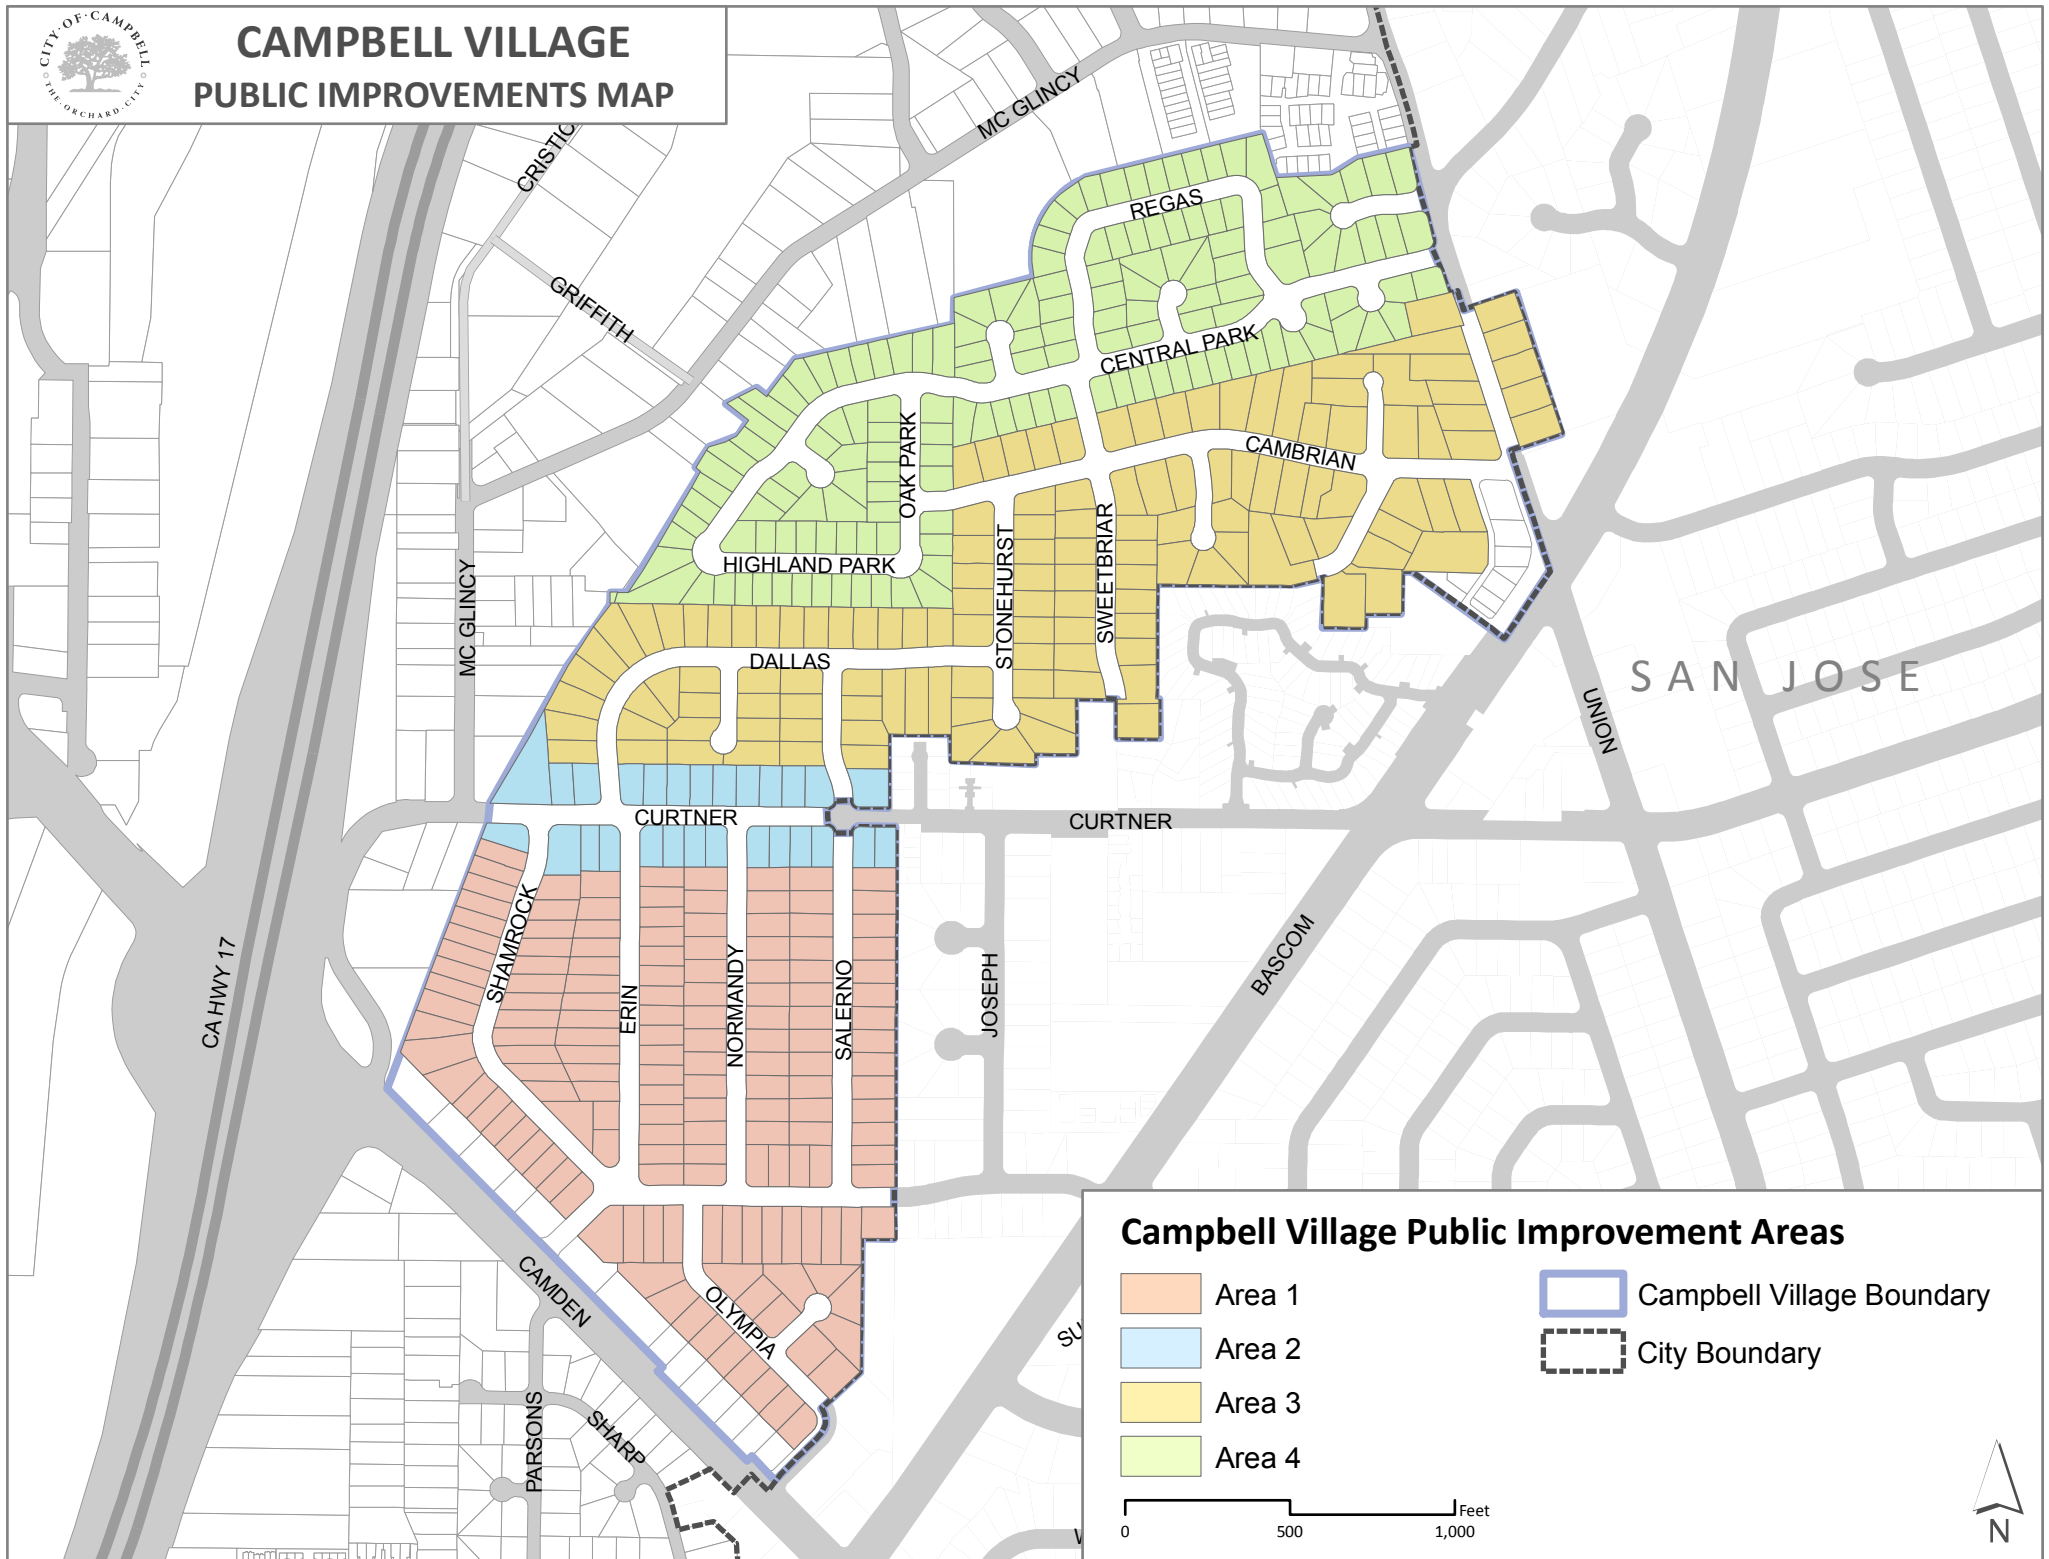 CITY·OF·CAMPBELL
THE·ORCHARD·CITY
CAMPBELL VILLAGE
PUBLIC IMPROVEMENTS MAP
MC GLINCY
REGAS
GRIFFITH
CENTRAL PARK
OAK PARK
CAMBRIAN
HIGHLAND PARK
STONEHURST
SWEETBRIAR
MC GLINCY
DALLAS
SAN JOSE
UNION
CURTNER
CURTNER
SHAMROCK
ERIN
NORMANDY
SALERNO
JOSEPH
BASCOM
CA HWY 17
CAMDEN
OLYMPIA
PARSONS
SHARP
Campbell Village Public Improvement Areas
Area 1
Area 2
Area 3
Area 4
Campbell Village Boundary
City Boundary
Feet
0 500 1,000
N